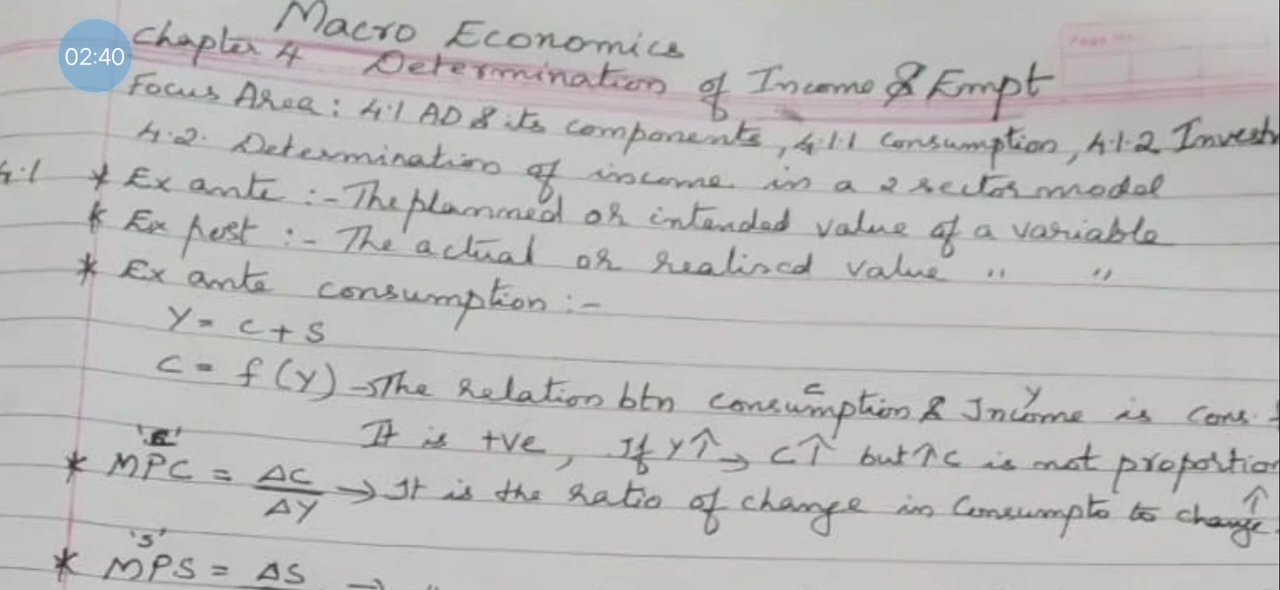 Macro Economics
02:40
Chapter 4 Determination of Income & Empt
Focus Area: 4.1 AD & its components, 4.1.1 Consumption, 4.1.2 Invest
4.2. Determination of income in a 2 sector model
4.1 * Ex ante :- The planned or intended value of a variable
* Ex post :- The actual or realised value " "
* Ex ante consumption :-
Y = C + S
C = f (Y) → The relation btn consumption & Income is Cons.
C Y
It is +ve, If Y↑ → C↑ but ↑C is not proportion
* MPC = ΔC/ΔY → It is the ratio of change in Consumpto to change
's'
* MPS = ΔS →